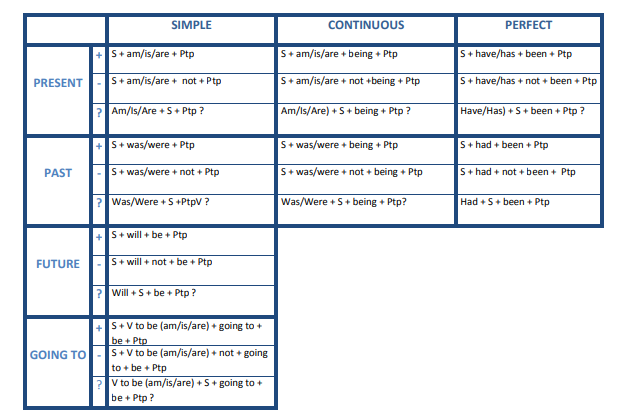 SIMPLE CONTINUOUS PERFECT
PRESENT
+ S + am/is/are + Ptp S + am/is/are + being + Ptp S + have/has + been + Ptp
- S + am/is/are + not + Ptp S + am/is/are + not +being + Ptp S + have/has + not + been + Ptp
? Am/Is/Are + S + Ptp ? Am/Is/Are) + S + being + Ptp ? Have/Has) + S + been + Ptp ?
PAST
+ S + was/were + Ptp S + was/were + being + Ptp S + had + been + Ptp
- S + was/were + not + Ptp S + was/were + not + being + Ptp S + had + not + been + Ptp
? Was/Were + S +PtpV ? Was/Were + S + being + Ptp? Had + S + been + Ptp
FUTURE
+ S + will + be + Ptp
- S + will + not + be + Ptp
? Will + S + be + Ptp ?
GOING TO
+ S + V to be (am/is/are) + going to +
be + Ptp
- S + V to be (am/is/are) + not + going
to + be + Ptp
? V to be (am/is/are) + S + going to +
be + Ptp ?